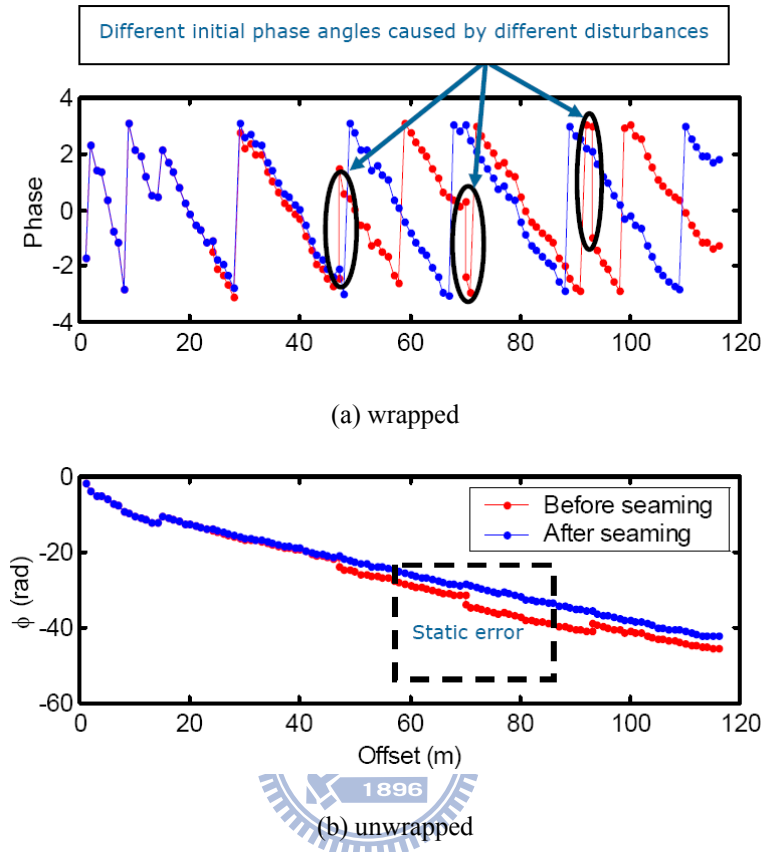 Different initial phase angles caused by different disturbances
4
2
0
-2
-4
Phase
0 20 40 60 80 100 120
(a) wrapped
0
-20
-40
-60
ϕ (rad)
Before seaming
After seaming
Static error
0 20 40 60 80 100 120
Offset (m)
1896
(b) unwrapped